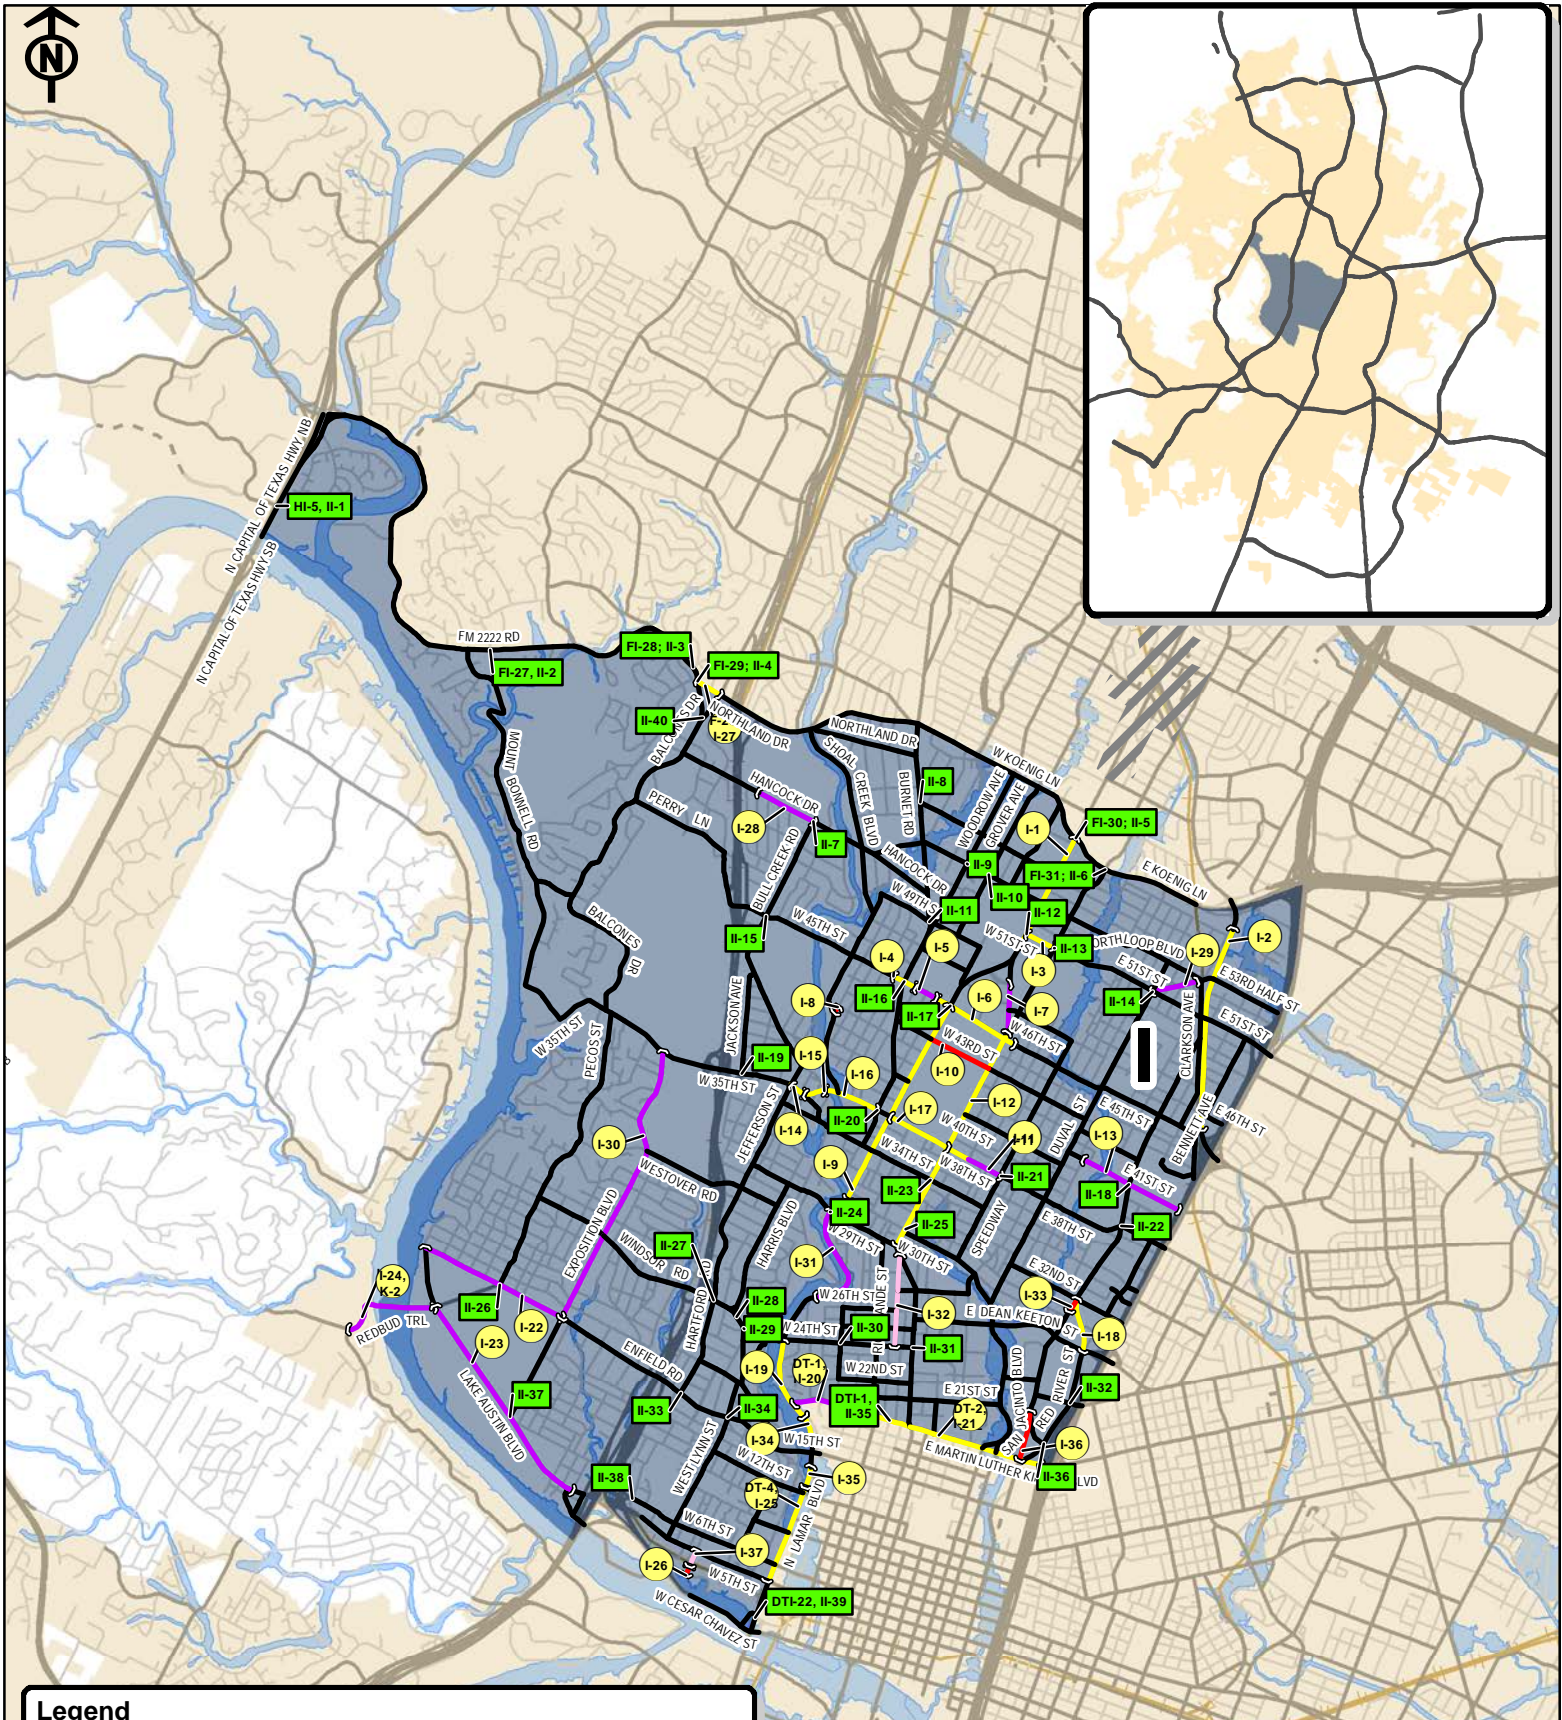 N
N CAPITAL OF TEXAS HWY NB
HI-5, II-1
N CAPITAL OF TEXAS HWY SB
FM 2222 RD
FI-28; II-3
FI-27, II-2
FI-29; II-4
II-40
BALCONES DR
I-27
NORTHLAND DR
NORTHLAND DR
W KOENIG LN
MOUNT BONNELL RD
SHOAL CREEK BLVD
BURNET RD
II-8
WOODROW AVE
GROVER AVE
HANCOCK DR
PERRY LN
I-28
II-7
BULL CREEK RD
I-1
FI-30; II-5
HANCOCK DR
II-9
FI-31; II-6
E KOENIG LN
W 49TH ST
II-10
II-11
II-12
BALCONES DR
II-15
W 45TH ST
I-5
W 51ST ST
II-13
ORTH LOOP BLVD
I-29
I-2
I-4
I-3
E 51ST ST
E 53RD HALF ST
II-16
I-6
II-14
I-8
II-17
I-7
E 51ST ST
W 35TH ST
PECOS ST
JACKSON AVE
W 46TH ST
W 43RD ST
I
CLARKSON AVE
II-19
I-15
I-10
W 35TH ST
I-16
I-12
I-17
JEFFERSON ST
I-14
II-20
W 40TH ST
I-11
DUVAL ST
E 45TH ST
E 46TH ST
I-13
BENNETT AVE
I-30
W 34TH ST
W 38TH ST
I-9
II-21
E 41ST ST
WESTOVER RD
II-23
II-18
II-24
II-25
SPEEDWAY
E 38TH ST
II-22
EXPOSITION BLVD
WINDSOR RD
II-27
HARRIS BLVD
W 29TH ST
W 30TH ST
I-31
I-24,
K-2
W 26TH ST
E 32ND ST
I-33
II-26
I-22
HARTFORD RD
II-28
I-32
E DEAN KEETON ST
REDBUD TRL
I-23
II-29
W 24TH ST
II-30
II-31
I-18
ENFIELD RD
I-19
DT-1,
I-20
W 22ND ST
LAKE AUSTIN BLVD
II-37
E 21ST ST
SAN JACINTO BLVD
RED RIVER ST
II-32
II-33
II-34
DTI-1,
II-35
DT-2,
I-21
I-34
W 15TH ST
I-36
WEST LYNN ST
W 12TH ST
E MARTIN LUTHER KI
II-36
LVD
II-38
I-35
DT-4,
I-25
N LAMAR BLVD
W 6TH ST
I-37
I-26
W 5TH ST
DTI-22, II-39
W CESAR CHAVEZ ST
Legend